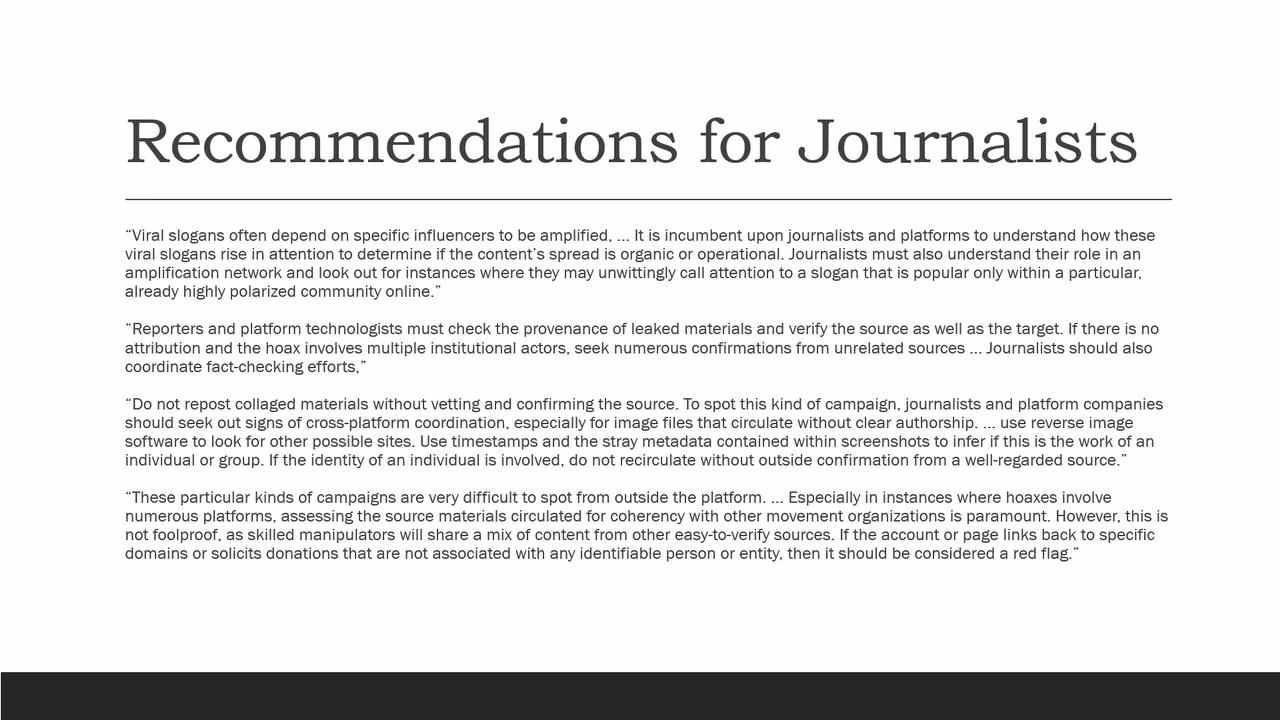 Recommendations for Journalists
“Viral slogans often depend on specific influencers to be amplified, ... It is incumbent upon journalists and platforms to understand how these
viral slogans rise in attention to determine if the content’s spread is organic or operational. Journalists must also understand their role in an
amplification network and look out for instances where they may unwittingly call attention to a slogan that is popular only within a particular,
already highly polarized community online.”
“Reporters and platform technologists must check the provenance of leaked materials and verify the source as well as the target. If there is no
attribution and the hoax involves multiple institutional actors, seek numerous confirmations from unrelated sources ... Journalists should also
coordinate fact-checking efforts,”
“Do not repost collaged materials without vetting and confirming the source. To spot this kind of campaign, journalists and platform companies
should seek out signs of cross-platform coordination, especially for image files that circulate without clear authorship. ... use reverse image
software to look for other possible sites. Use timestamps and the stray metadata contained within screenshots to infer if this is the work of an
individual or group. If the identity of an individual is involved, do not recirculate without outside confirmation from a well-regarded source.”
“These particular kinds of campaigns are very difficult to spot from outside the platform. ... Especially in instances where hoaxes involve
numerous platforms, assessing the source materials circulated for coherency with other movement organizations is paramount. However, this is
not foolproof, as skilled manipulators will share a mix of content from other easy-to-verify sources. If the account or page links back to specific
domains or solicits donations that are not associated with any identifiable person or entity, then it should be considered a red flag.”